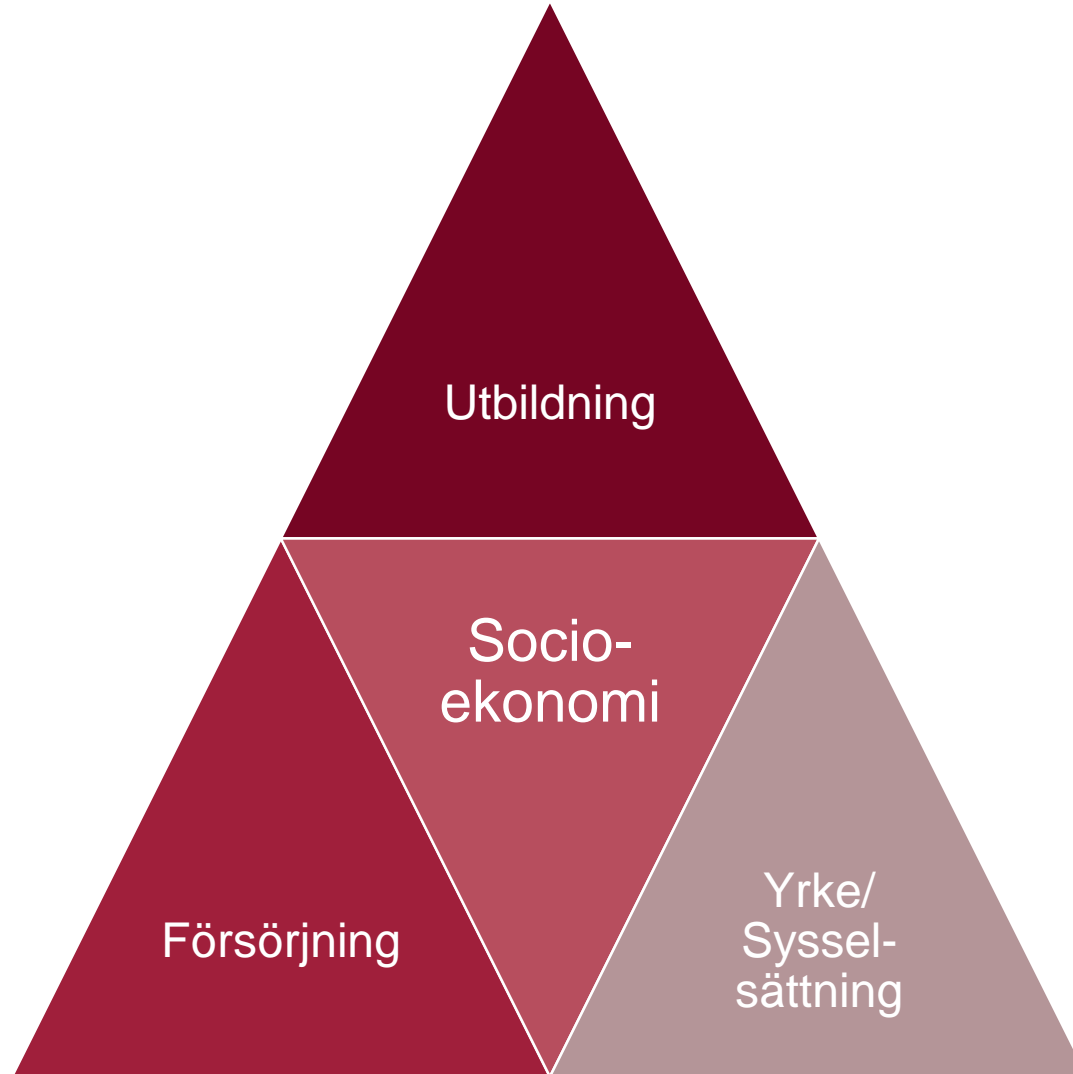 Utbildning
Socio-
ekonomi
Försörjning
Yrke/
Syssel-
sättning